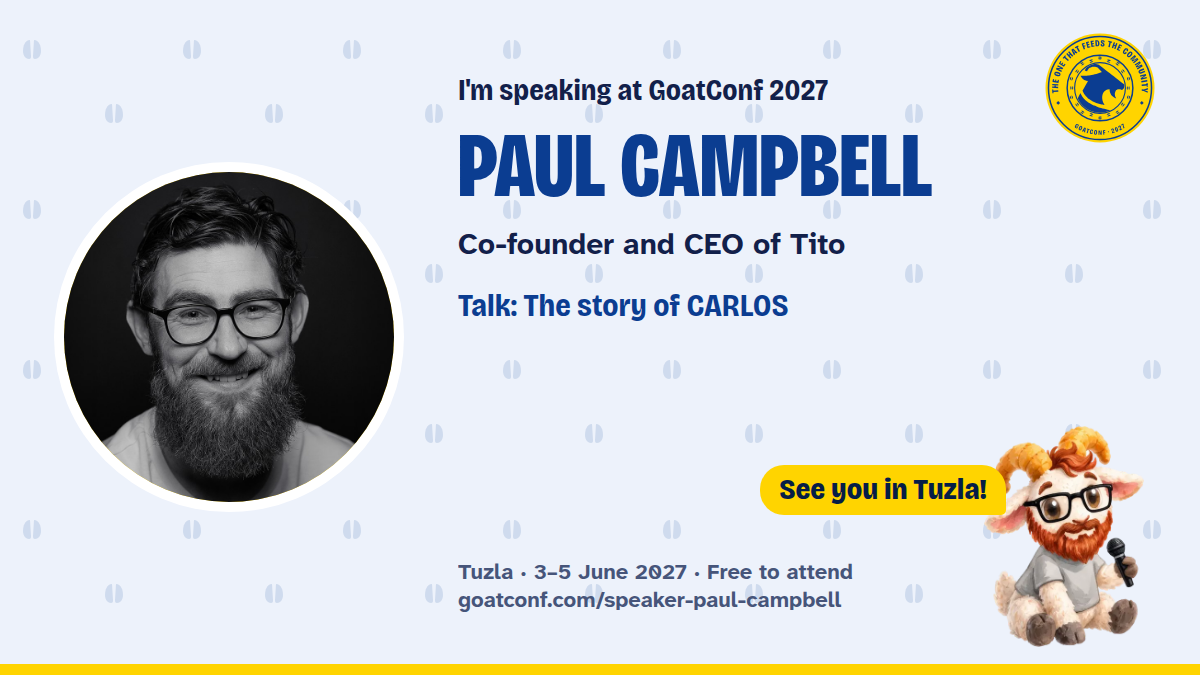 I'm speaking at GoatConf 2027
PAUL CAMPBELL
Co-founder and CEO of Tito
Talk: The story of CARLOS
See you in Tuzla!
Tuzla · 3–5 June 2027 · Free to attend
goatconf.com/speaker-paul-campbell
THE ONE THAT FEEDS THE COMMUNITY
GOATCONF · 2027